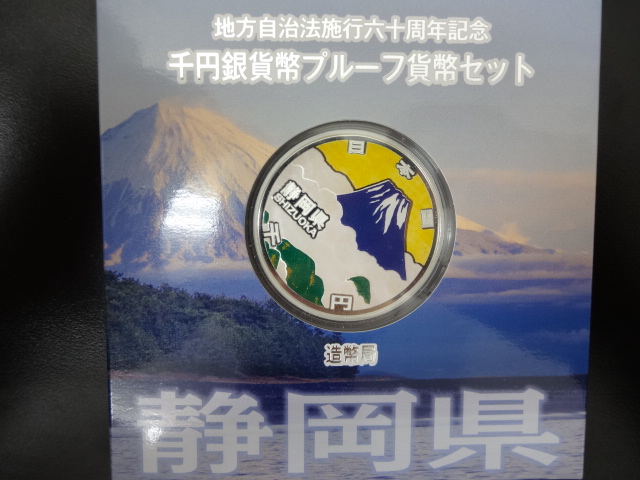 地方自治法施行六十周年記念
千円銀貨幣プルーフ貨幣セット
日本国
静岡県
SHIZUOKA
千円
造幣局
静岡県